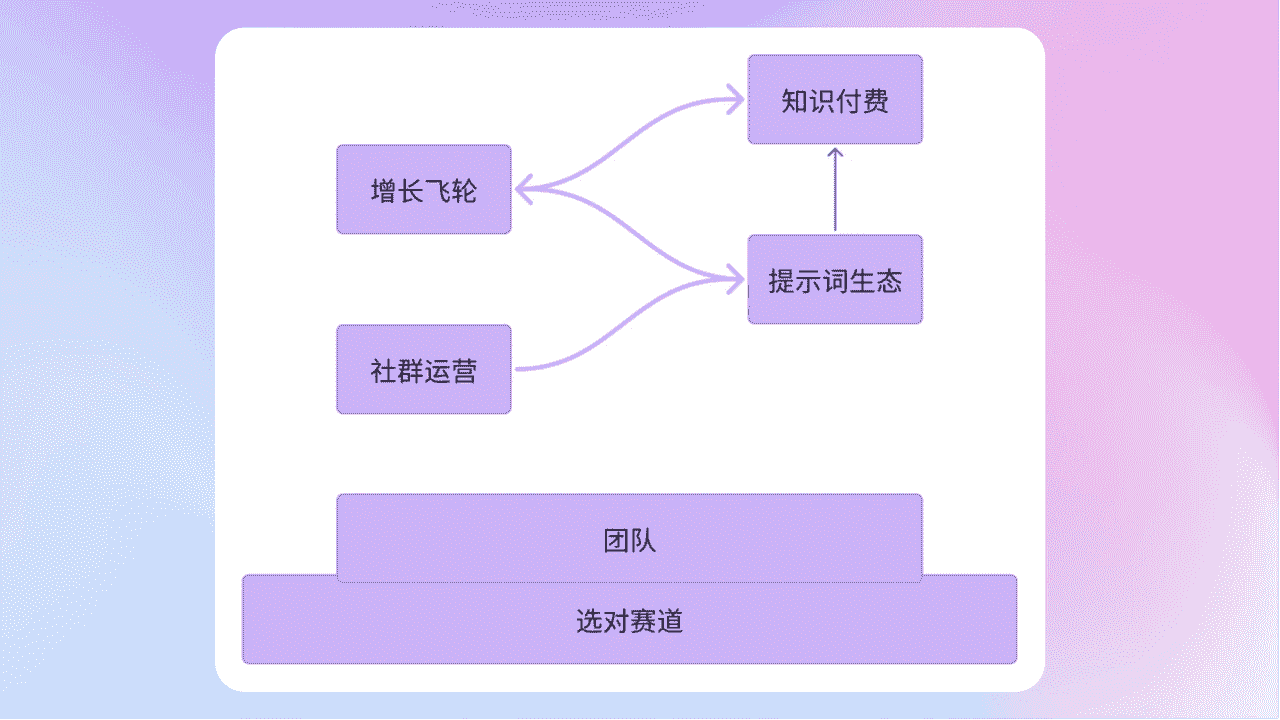 知识付费
增长飞轮
提示词生态
社群运营
团队
选对赛道